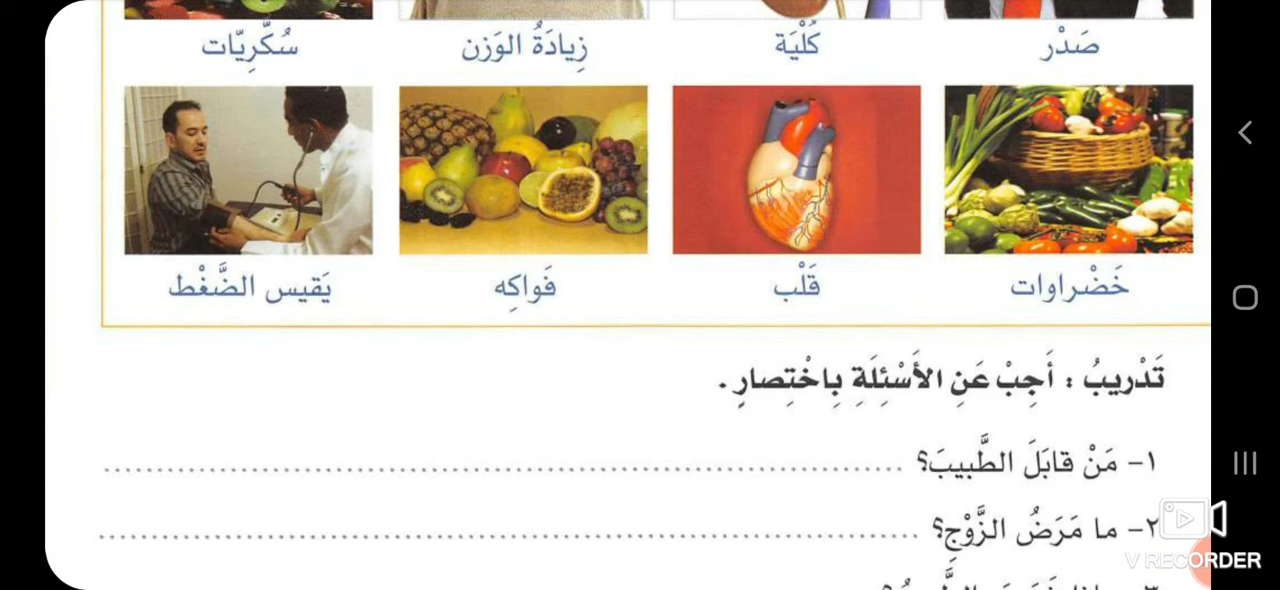 صَدْر كُلْيَة زِيادَةُ الوَزن سُكَّرِيّات
خَضْراوات قَلْب فَواكِه يَقيس الضَّغْط
تَدْريبُ : أَجِبْ عَنِ الأَسْئِلَةِ بِاخْتِصارٍ .
١- مَنْ قابَلَ الطَّبيبَ؟ ........................................
٢- ما مَرَضُ الزَّوْجِ؟ ........................................
V RECORDER